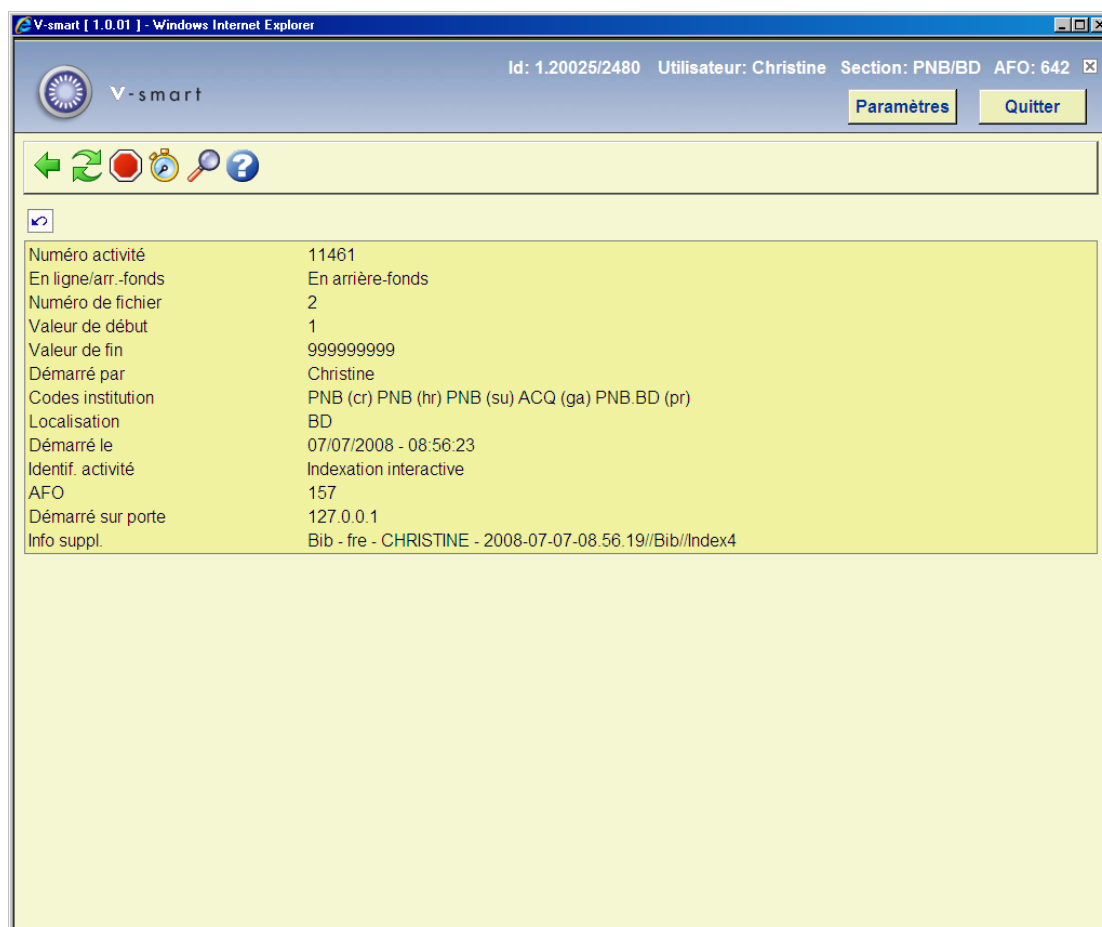 V-smart [ 1.0.01 ] - Windows Internet Explorer
Id: 1.20025/2480 Utilisateur: Christine Section: PNB/BD AFO: 642
V-smart
Paramètres Quitter
Numéro activité 11461
En ligne/arr.-fonds En arrière-fonds
Numéro de fichier 2
Valeur de début 1
Valeur de fin 999999999
Démarré par Christine
Codes institution PNB (cr) PNB (hr) PNB (su) ACQ (ga) PNB.BD (pr)
Localisation BD
Démarré le 07/07/2008 - 08:56:23
Identif. activité Indexation interactive
AFO 157
Démarré sur porte 127.0.0.1
Info suppl. Bib - fre - CHRISTINE - 2008-07-07-08.56.19//Bib//Index4